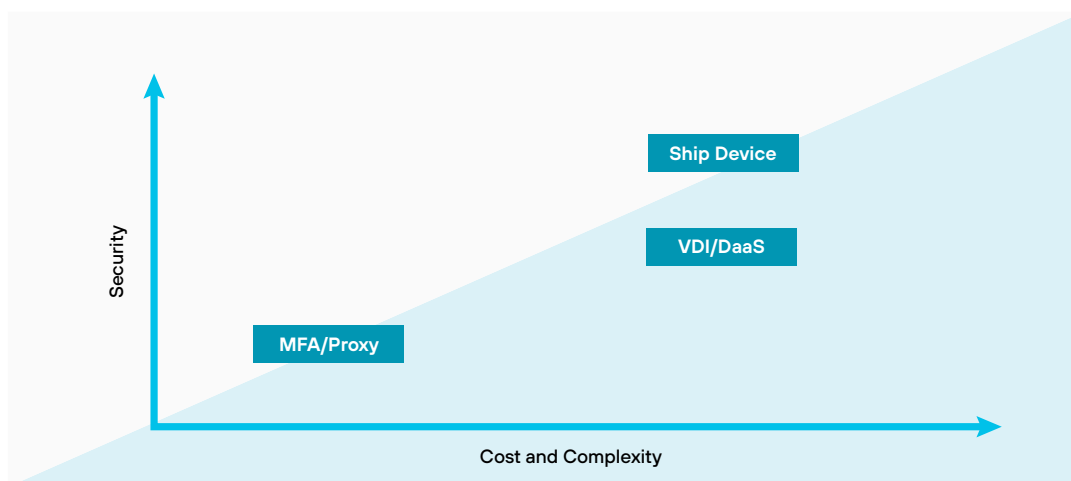 Ship Device
VDI/DaaS
Security
MFA/Proxy
Cost and Complexity